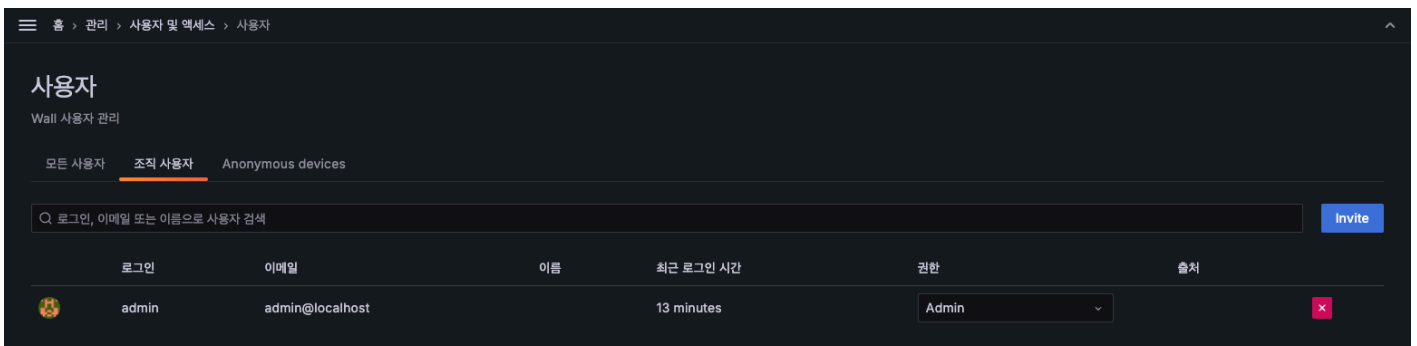 홈 › 관리 › 사용자 및 액세스 › 사용자
사용자
Wall 사용자 관리
모든 사용자 조직 사용자 Anonymous devices
로그인, 이메일 또는 이름으로 사용자 검색 Invite
로그인 이메일 이름 최근 로그인 시간 권한 출처
admin admin@localhost 13 minutes Admin